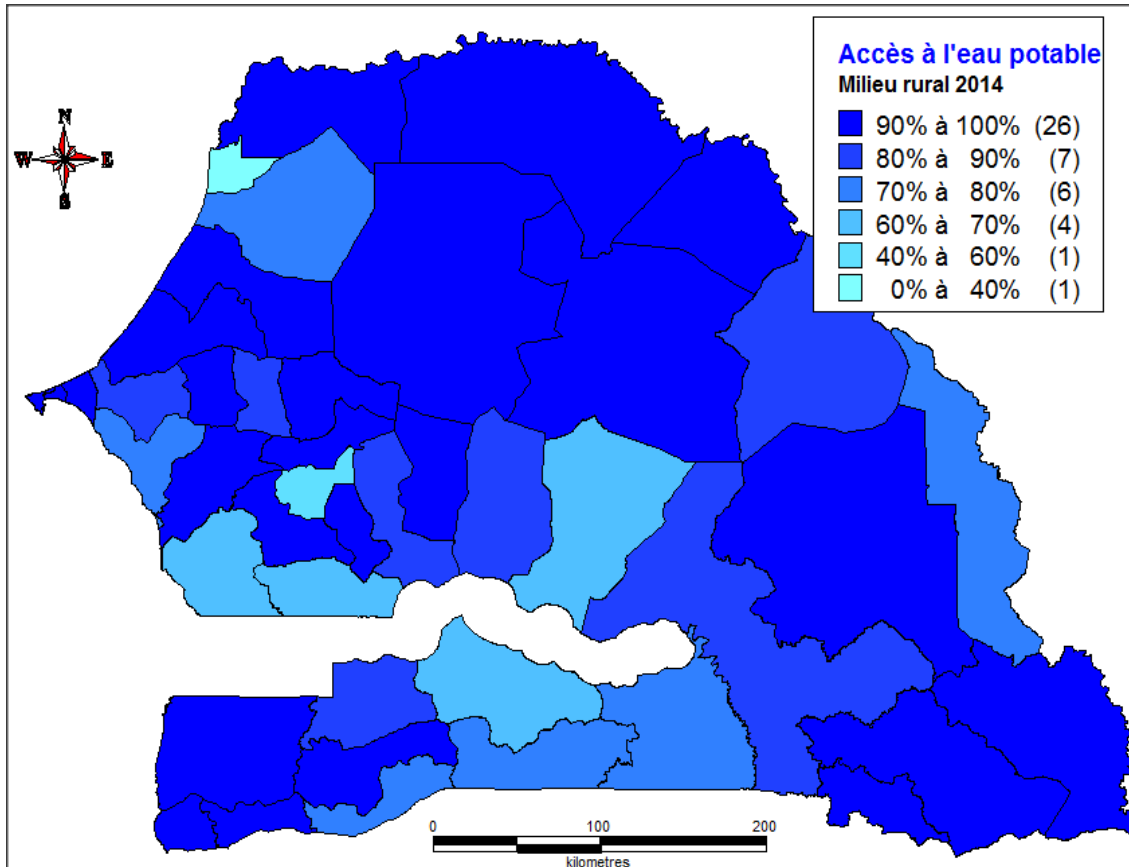 Accès à l'eau potable
Milieu rural 2014
90% à 100% (26)
80% à 90% (7)
70% à 80% (6)
60% à 70% (4)
40% à 60% (1)
0% à 40% (1)
N
W E
S
0 100 200
kilometres